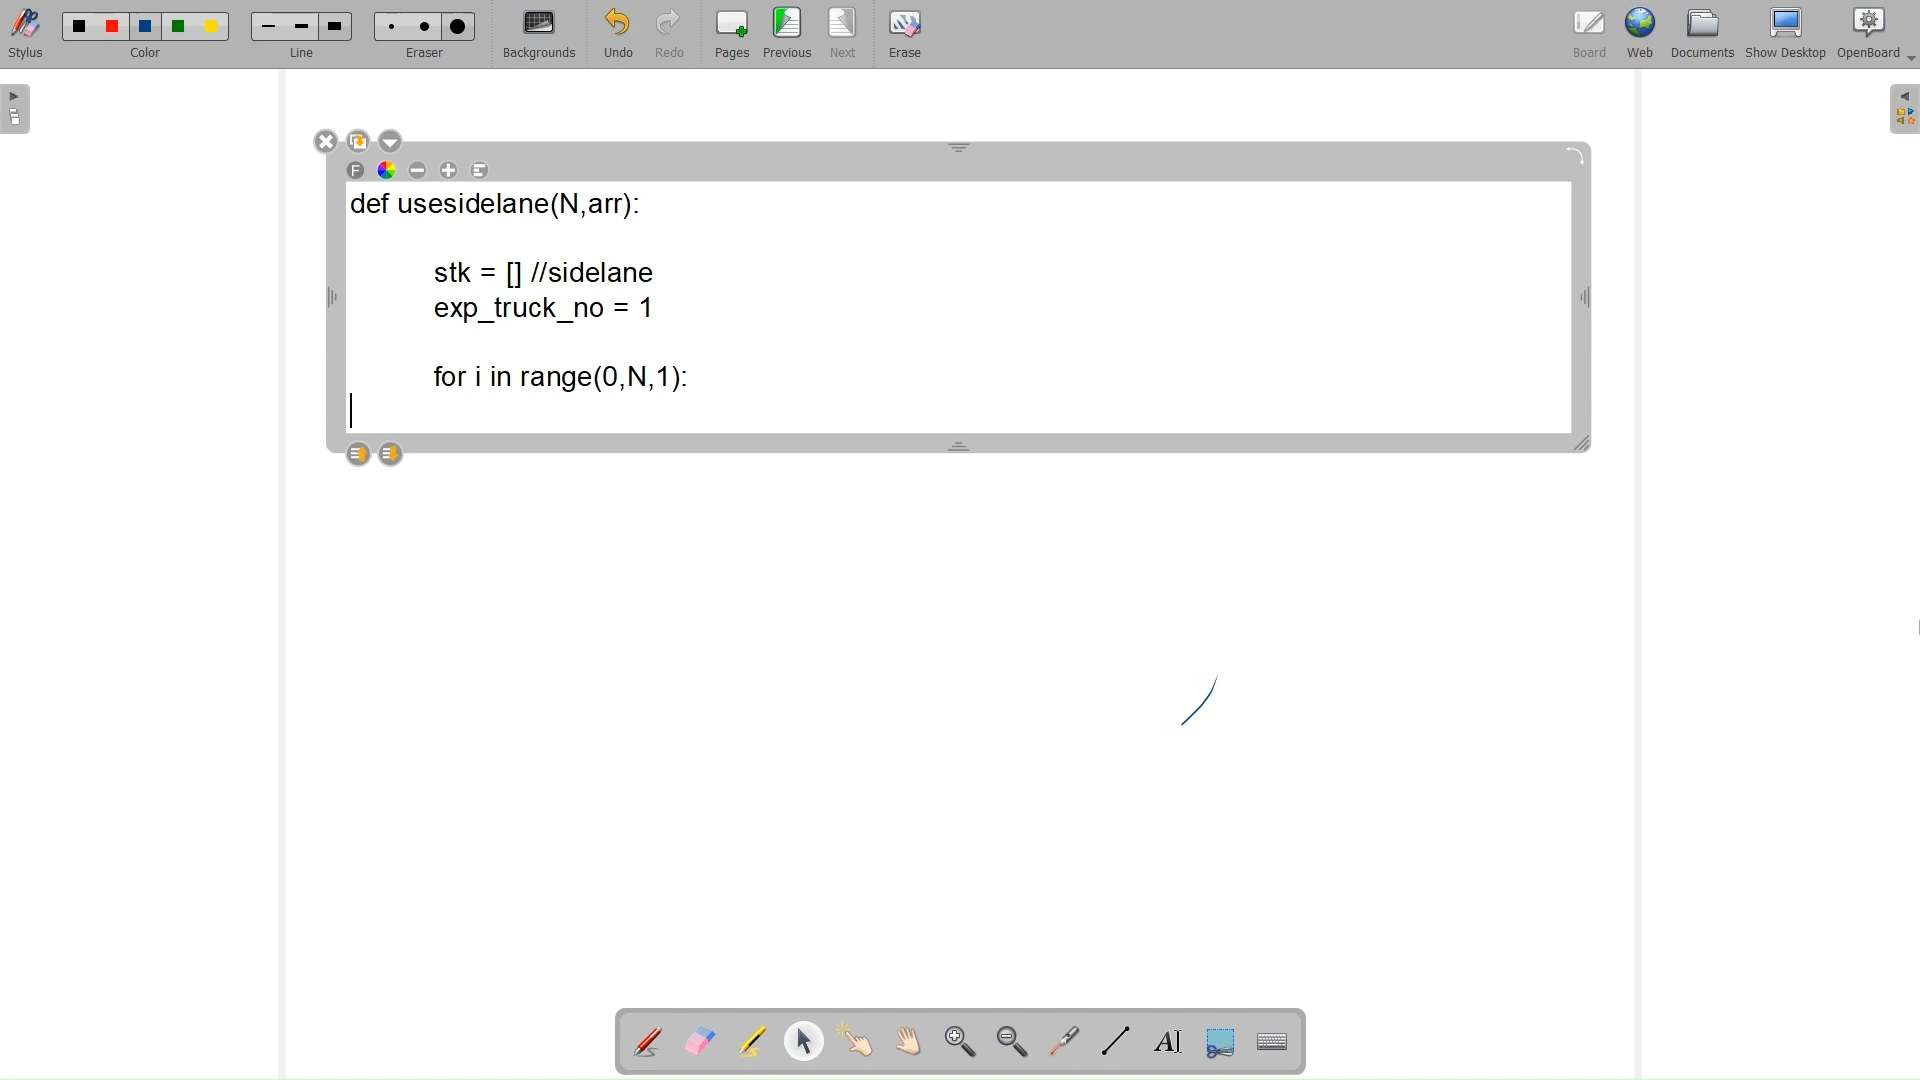 Stylus Color Line Eraser Backgrounds Undo Redo Pages Previous Next Erase Board Web Documents Show Desktop OpenBoard
F
def usesidelane(N,arr):
stk = [] //sidelane
exp_truck_no = 1
for i in range(0,N,1):
AI